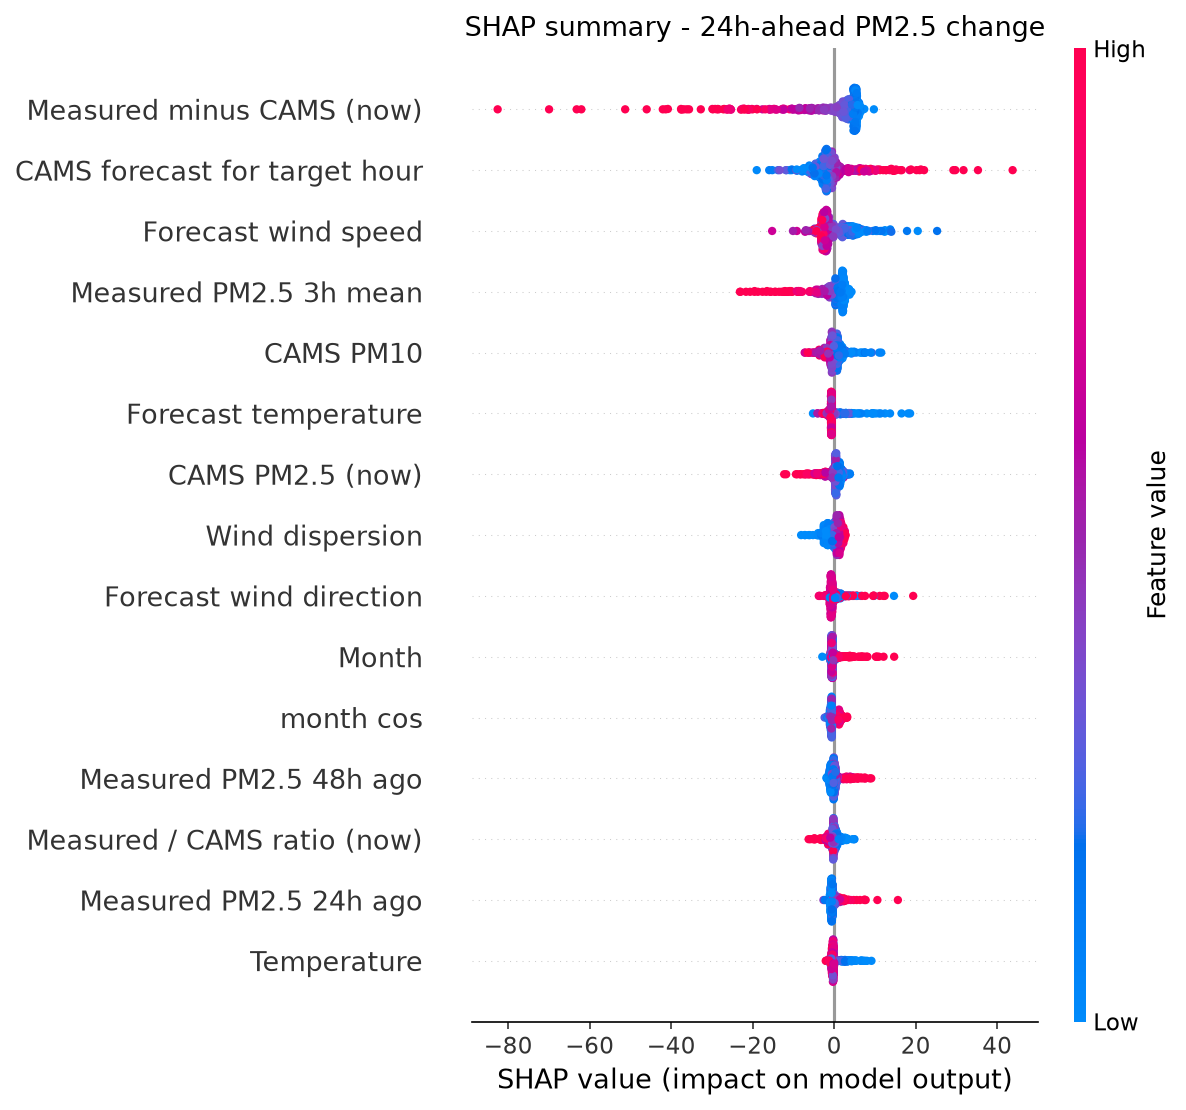 SHAP summary - 24h-ahead PM2.5 change
High
Measured minus CAMS (now)
CAMS forecast for target hour
Forecast wind speed
Measured PM2.5 3h mean
CAMS PM10
Forecast temperature
CAMS PM2.5 (now)
Wind dispersion
Forecast wind direction
Month
month cos
Measured PM2.5 48h ago
Measured / CAMS ratio (now)
Measured PM2.5 24h ago
Temperature
Feature value
Low
−80 −60 −40 −20 0 20 40
SHAP value (impact on model output)